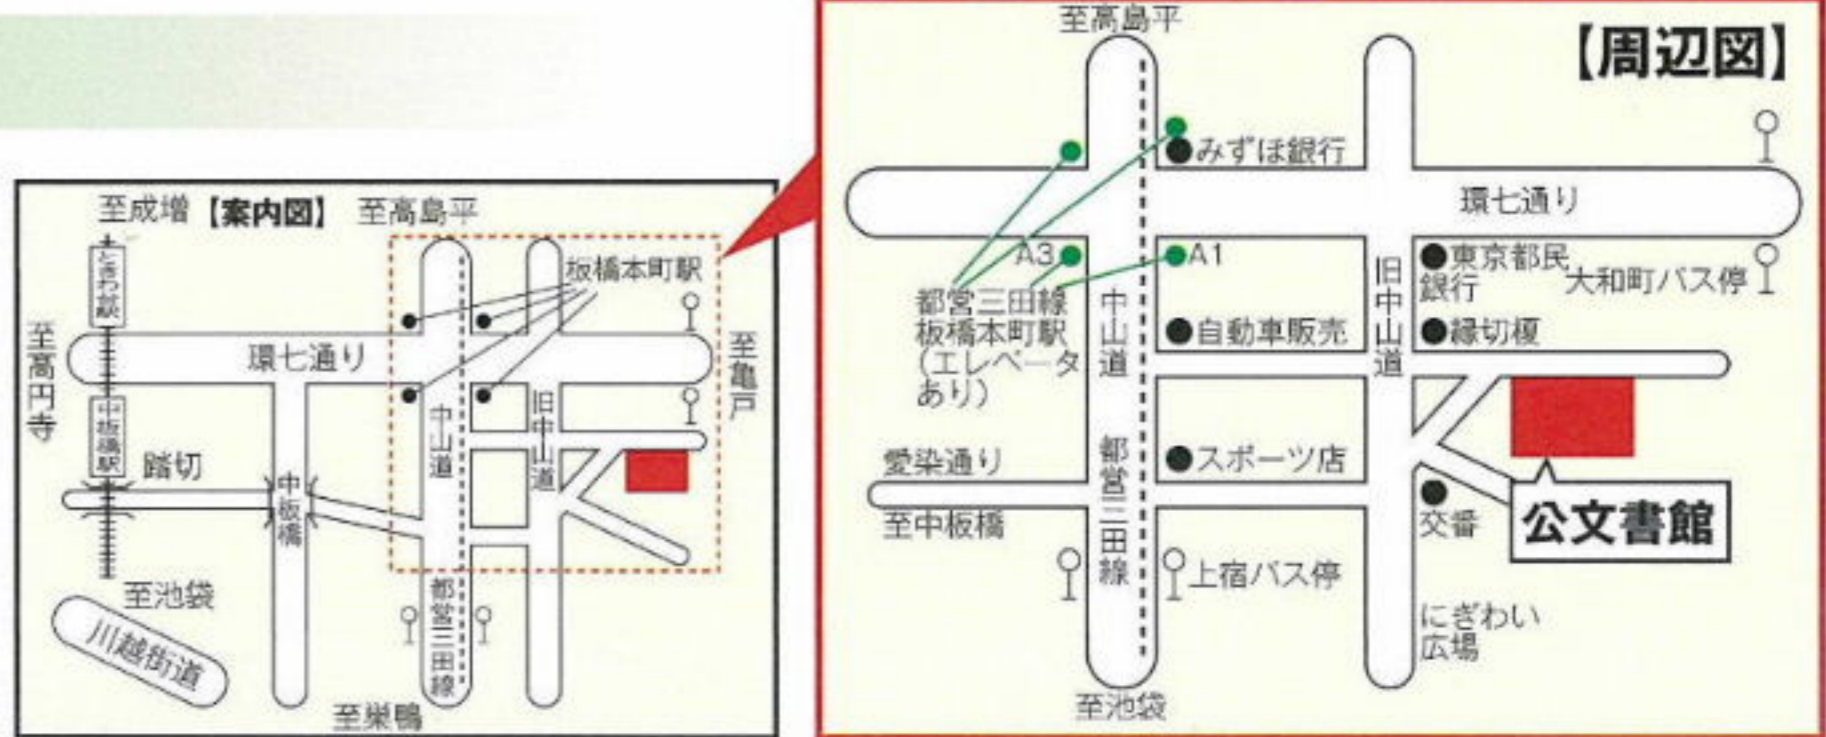 至成増
【案内図】
至高島平
ときわ台駅
板橋本町駅
至高円寺
環七通り
至亀戸
中板橋駅
中山道
旧中山道
踏切
中板橋
至池袋
都営三田線
川越街道
至巣鴨
至高島平
【周辺図】
みずほ銀行
環七通り
A3
A1
都営三田線
板橋本町駅
(エレベータ
あり)
中山道
旧中山道
東京都民
銀行
大和町バス停
自動車販売
縁切榎
愛染通り
都営三田線
スポーツ店
至中板橋
交番
公文書館
上宿バス停
にぎわい
広場
至池袋